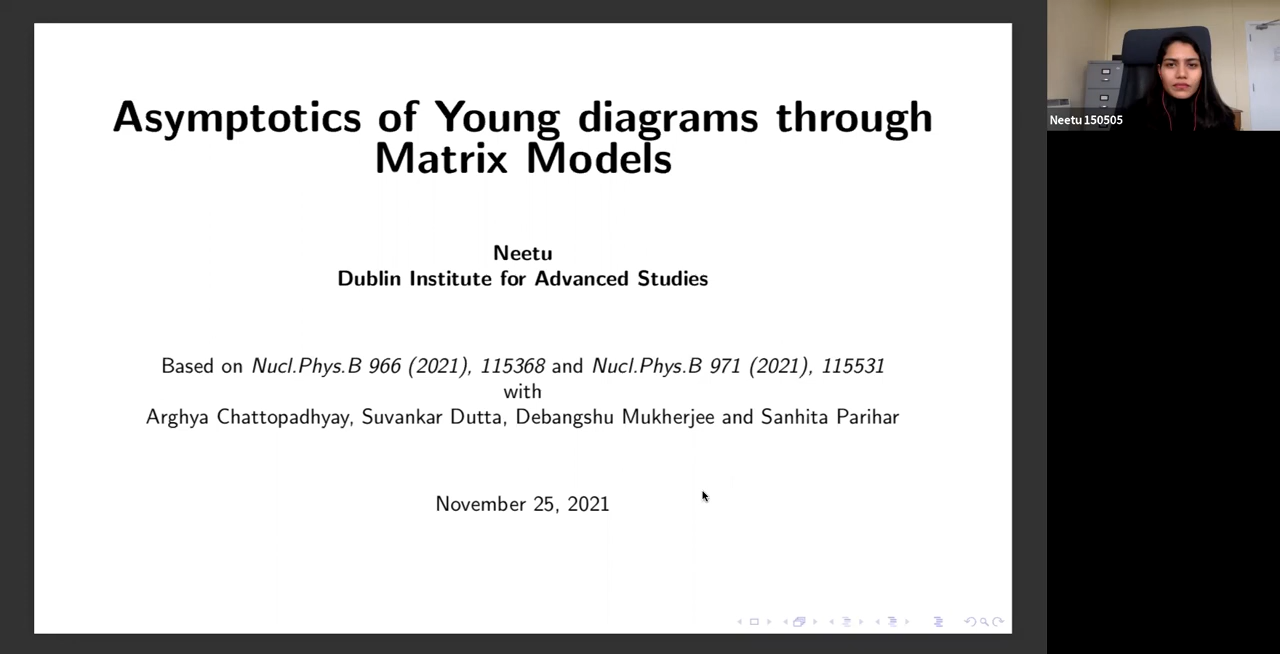 Asymptotics of Young diagrams through
Matrix Models
Neetu
Dublin Institute for Advanced Studies
Based on Nucl.Phys.B 966 (2021), 115368 and Nucl.Phys.B 971 (2021), 115531
with
Arghya Chattopadhyay, Suvankar Dutta, Debangshu Mukherjee and Sanhita Parihar
November 25, 2021
Neetu 150505